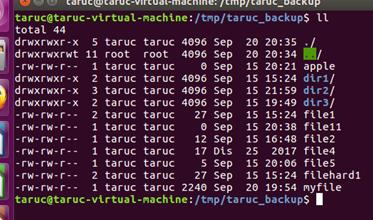 taruc@taruc-virtual-machine: /tmp/taruc_backup
taruc@taruc-virtual-machine:/tmp/taruc_backup$ ll
total 44
drwxrwxr-x  5 taruc taruc 4096 Sep  20 20:35 ./
drwxrwxrwt 11 root  root  4096 Sep  20 20:34 ../
-rw-rw-r--  1 taruc taruc    0 Sep  15 20:21 apple
drwxrwxr-x  2 taruc taruc 4096 Sep  15 15:24 dir1/
drwxrwxr-x  3 taruc taruc 4096 Sep  15 21:59 dir2/
drwxrwxr-x  2 taruc taruc 4096 Sep  15 19:49 dir3/
-rw-rw-r--  2 taruc taruc   27 Sep  15 15:24 file1
-rw-rw-r--  1 taruc taruc    0 Sep  20 20:38 file11
-rw-rw-r--  1 taruc taruc   12 Sep  15 16:48 file2
-rw-rw-r--  1 taruc taruc   17 Dis  25  2017 file4
-rw-rw-r--  1 taruc taruc    5 Sep  15 20:06 file5
-rw-rw-r--  2 taruc taruc   27 Sep  15 15:24 filehard1
-rw-rw-r--  1 taruc taruc 2240 Sep  20 19:54 myfile
taruc@taruc-virtual-machine:/tmp/taruc_backup$